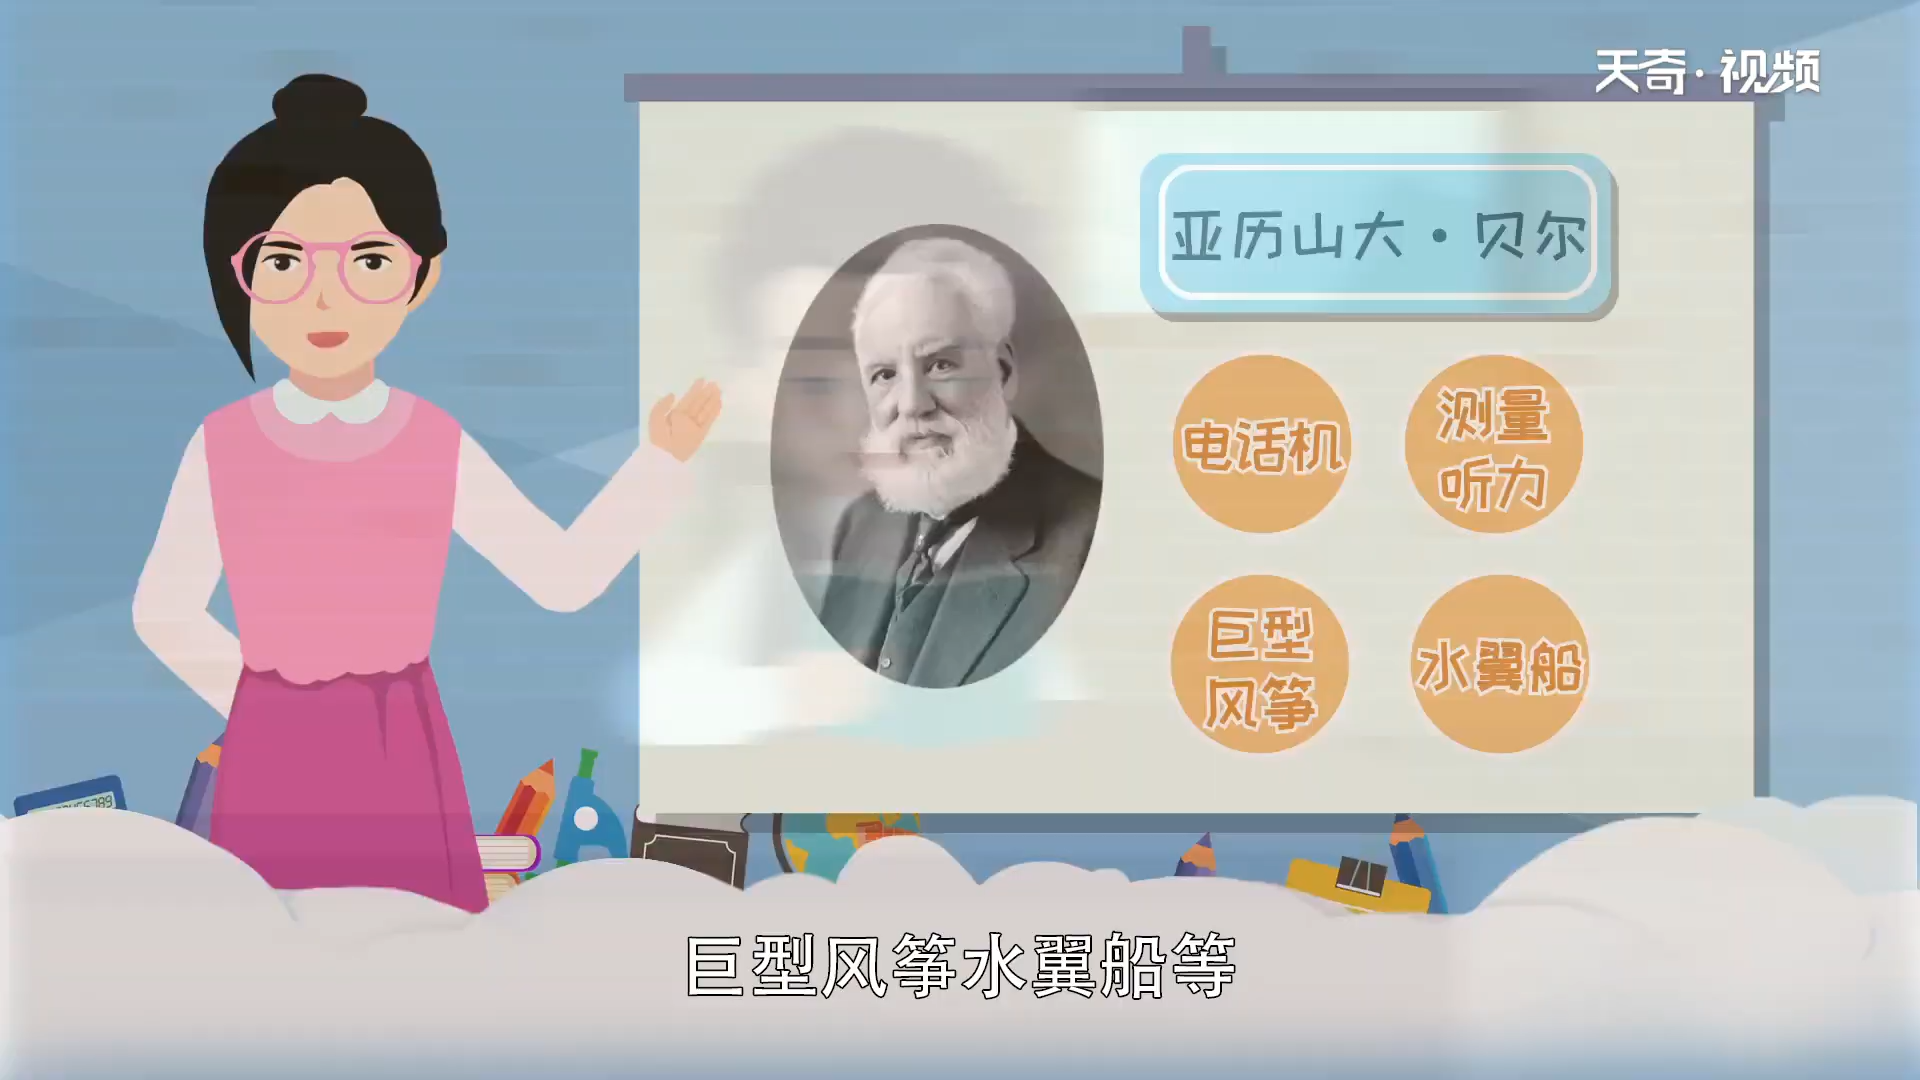 天奇·视频
亚历山大·贝尔
电话机
测量
听力
巨型
风筝
水翼船
巨型风筝水翼船等